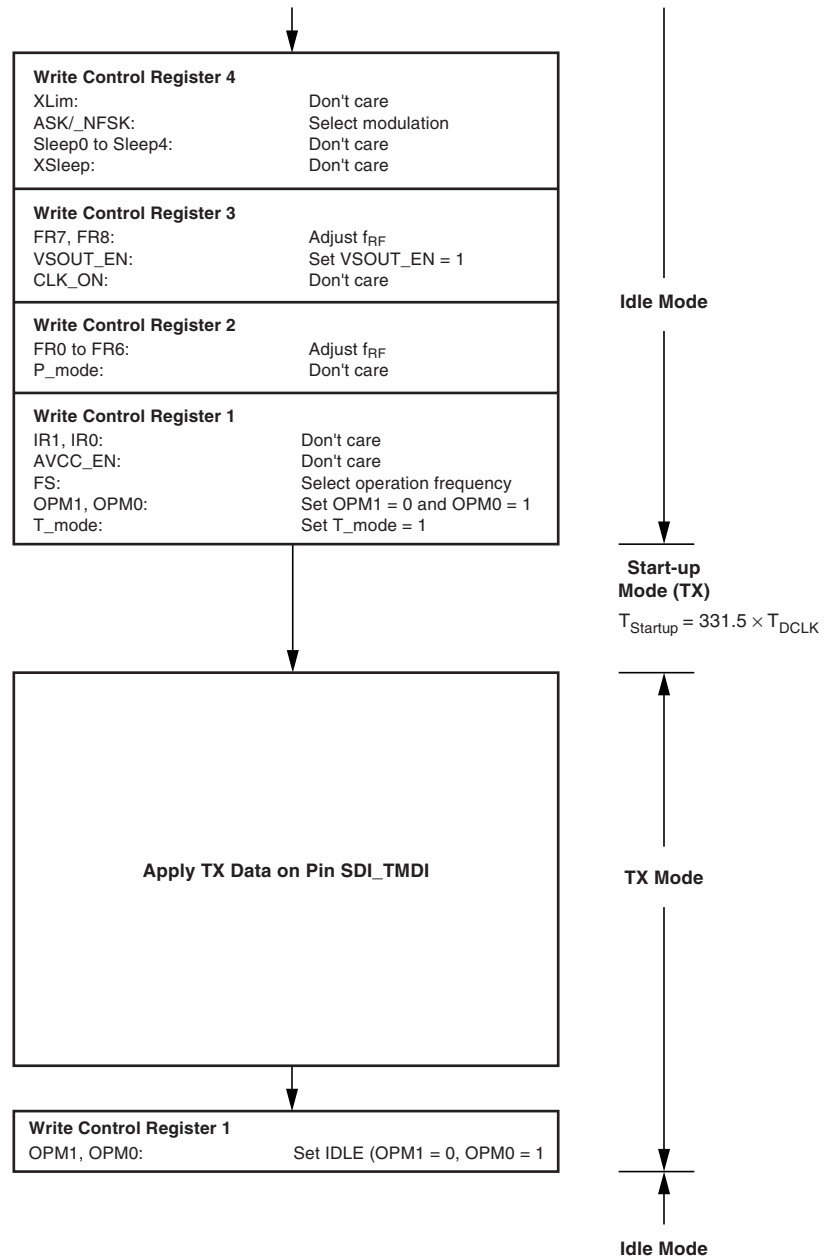 Write Control Register 4
XLim: Don't care
ASK/_NFSK: Select modulation
Sleep0 to Sleep4: Don't care
XSleep: Don't care
Write Control Register 3
FR7, FR8: Adjust fRF
VSOUT_EN: Set VSOUT_EN = 1
CLK_ON: Don't care
Idle Mode
Write Control Register 2
FR0 to FR6: Adjust fRF
P_mode: Don't care
Write Control Register 1
IR1, IR0: Don't care
AVCC_EN: Don't care
FS: Select operation frequency
OPM1, OPM0: Set OPM1 = 0 and OPM0 = 1
T_mode: Set T_mode = 1
Start-up
Mode (TX)
TStartup = 331.5 × TDCLK
Apply TX Data on Pin SDI_TMDI
TX Mode
Write Control Register 1
OPM1, OPM0: Set IDLE (OPM1 = 0, OPM0 = 1
Idle Mode